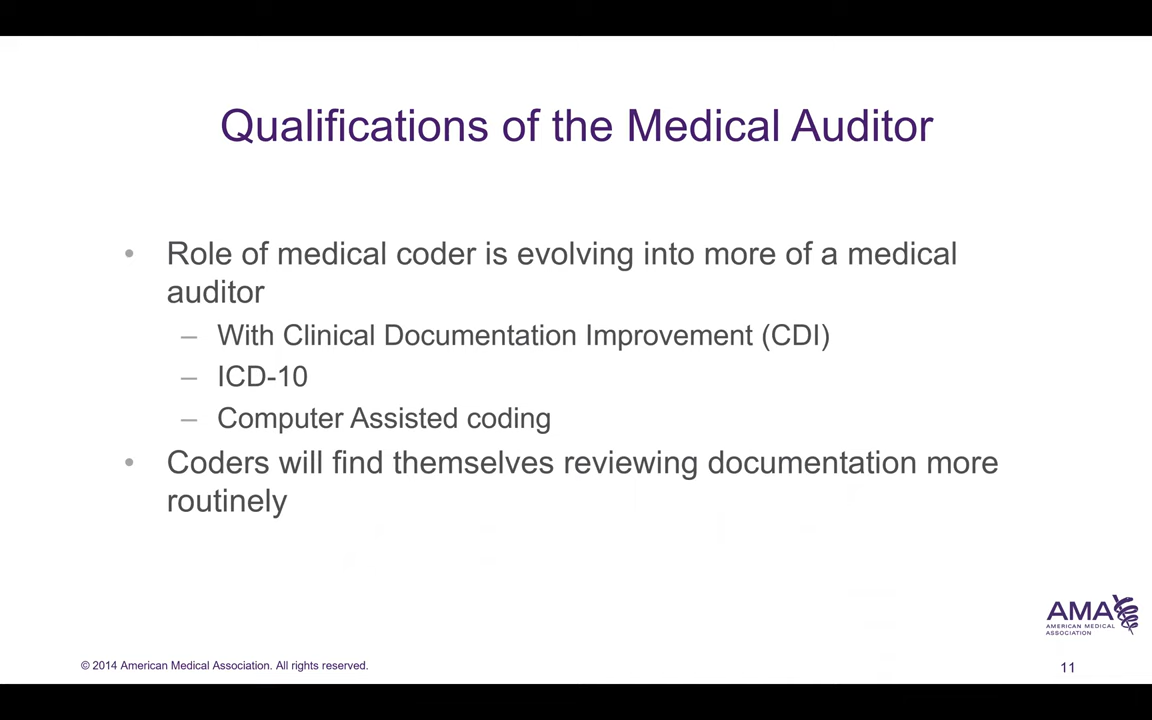 Qualifications of the Medical Auditor
• Role of medical coder is evolving into more of a medical
auditor
– With Clinical Documentation Improvement (CDI)
– ICD-10
– Computer Assisted coding
• Coders will find themselves reviewing documentation more
routinely
AMA
AMERICAN MEDICAL
ASSOCIATION
© 2014 American Medical Association. All rights reserved.
11